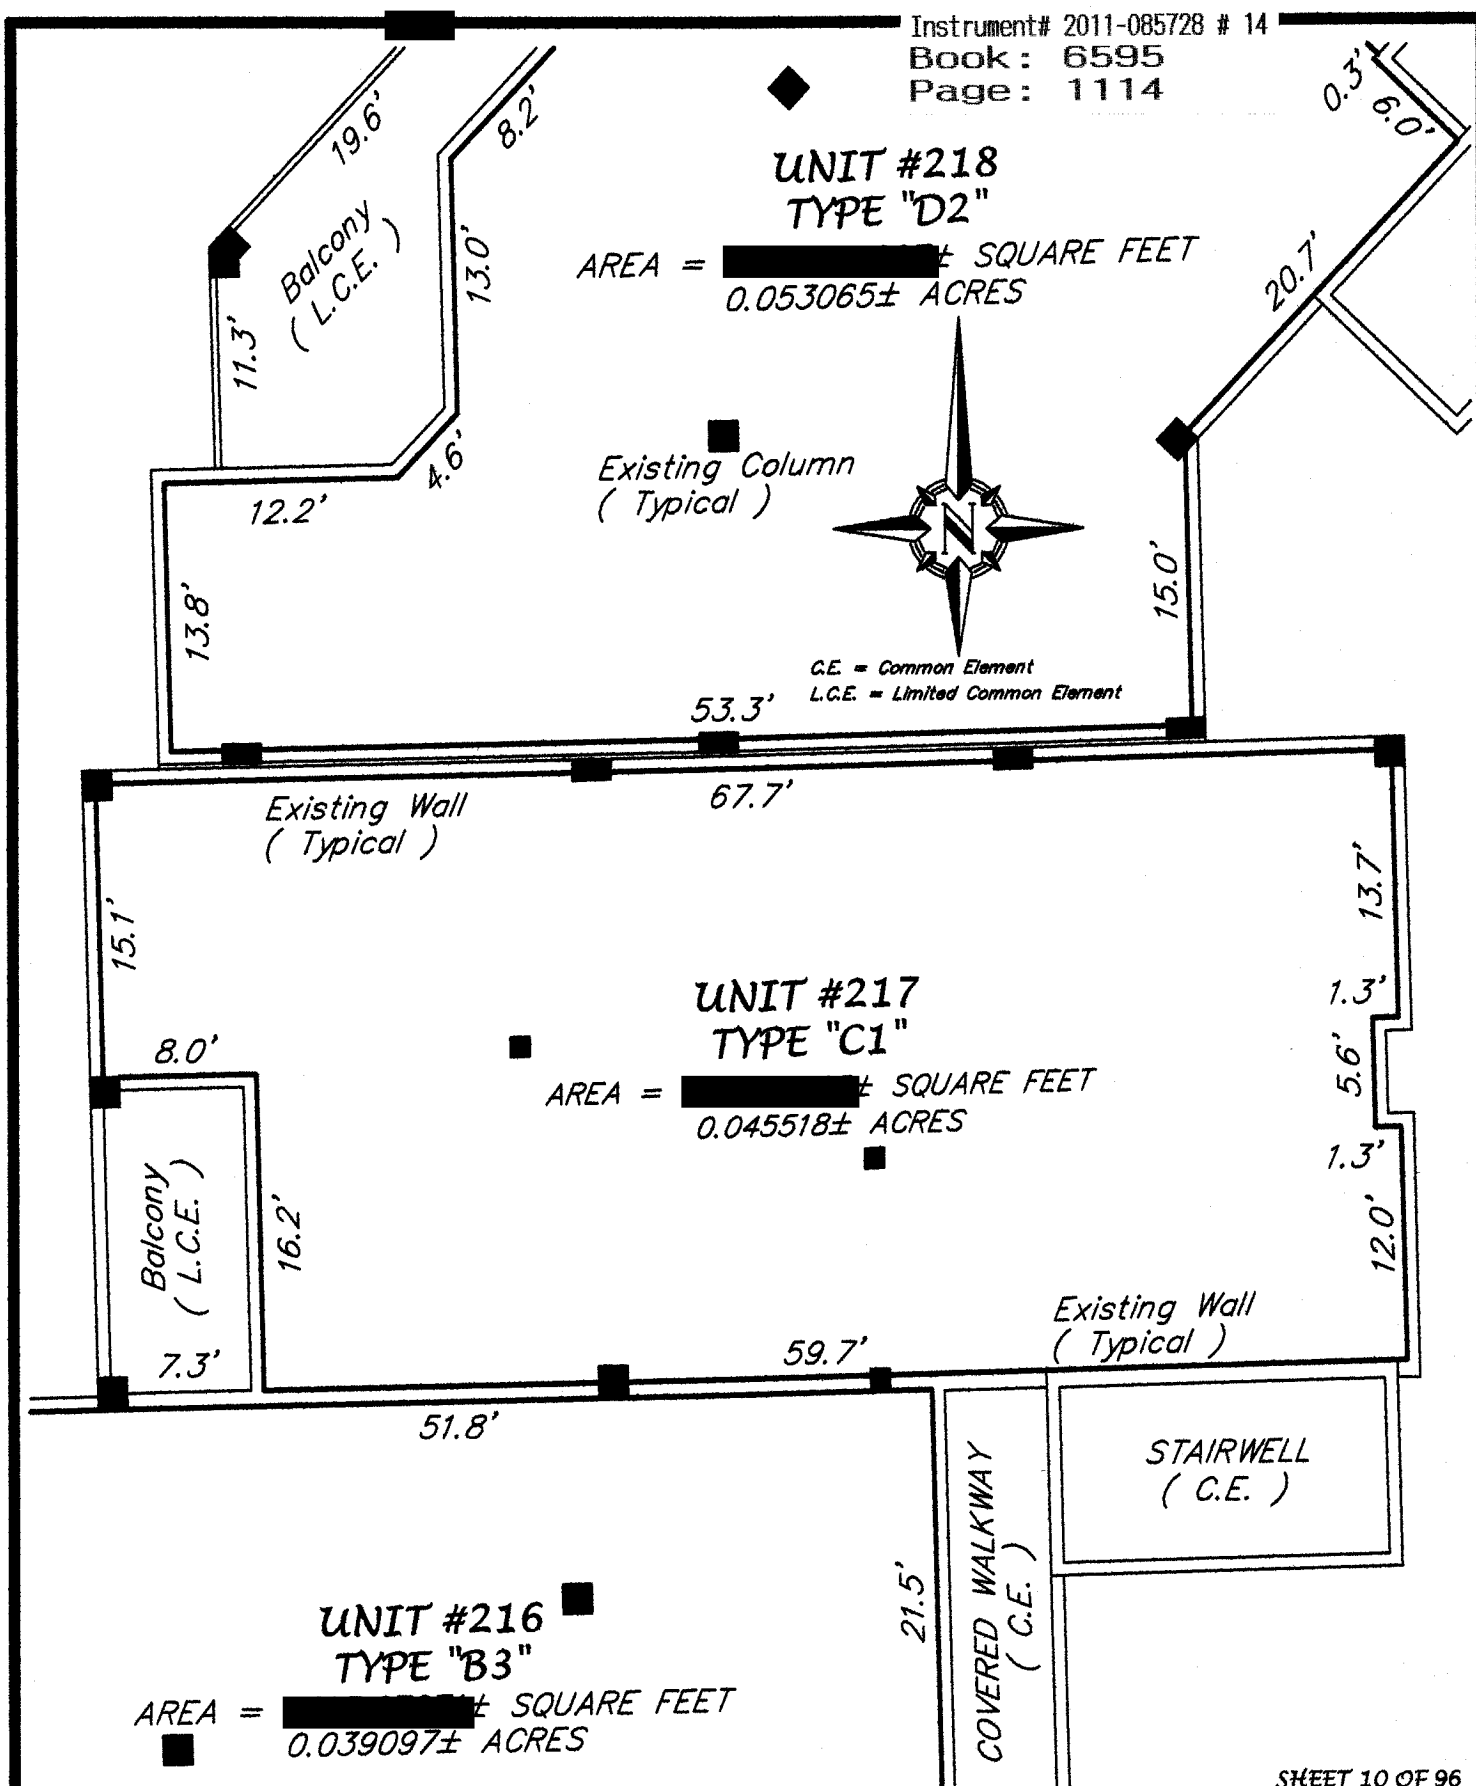 Instrument# 2011-085728 # 14
Book: 6595
Page: 1114
19.6'
8.2'
0.3'
6.0'
UNIT #218
TYPE "D2"
AREA = ± SQUARE FEET
0.053065± ACRES
Balcony
( L.C.E. )
13.0'
20.7'
11.3'
4.6'
Existing Column
( Typical )
12.2'
N
13.8'
15.0'
C.E. = Common Element
L.C.E. = Limited Common Element
53.3'
67.7'
Existing Wall
( Typical )
15.1'
13.7'
UNIT #217
TYPE "C1"
AREA = ± SQUARE FEET
0.045518± ACRES
1.3'
8.0'
5.6'
1.3'
Balcony
( L.C.E. )
16.2'
12.0'
Existing Wall
( Typical )
7.3'
59.7'
51.8'
STAIRWELL
( C.E. )
COVERED WALKWAY
( C.E. )
21.5'
UNIT #216
TYPE "B3"
AREA = ± SQUARE FEET
0.039097± ACRES
SHEET 10 OF 96